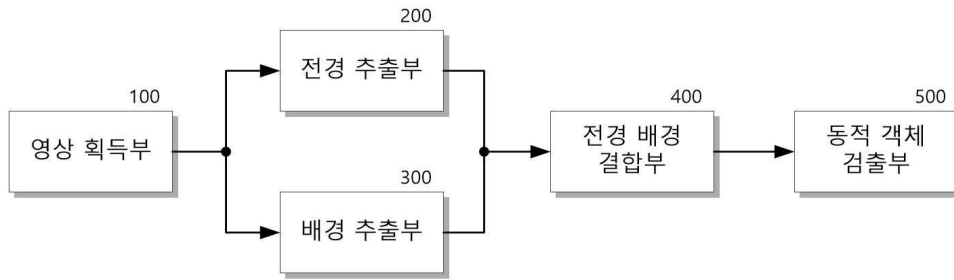 200
전경 추출부
100
영상 획득부
300
배경 추출부
400
전경 배경
결합부
500
동적 객체
검출부